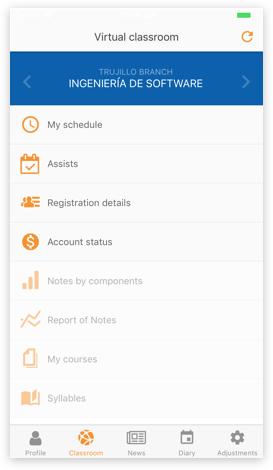 Virtual classroom
TRUJILLO BRANCH
INGENIERÍA DE SOFTWARE
My schedule
Assists
Registration details
Account status
Notes by components
Report of Notes
My courses
Syllables
Profile Classroom News Diary Adjustments